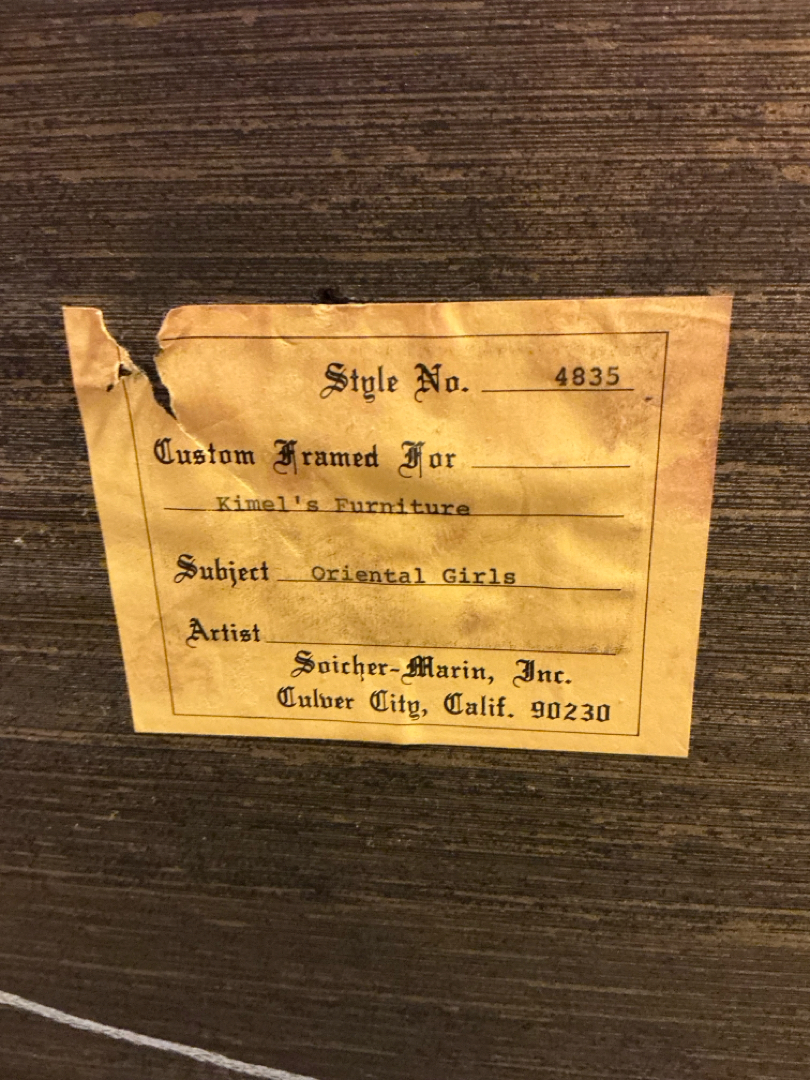 Style No. 4835
Custom Framed For
Kimel's Furniture
Subject Oriental Girls
Artist
Soicher-Marin, Inc.
Culver City, Calif. 90230